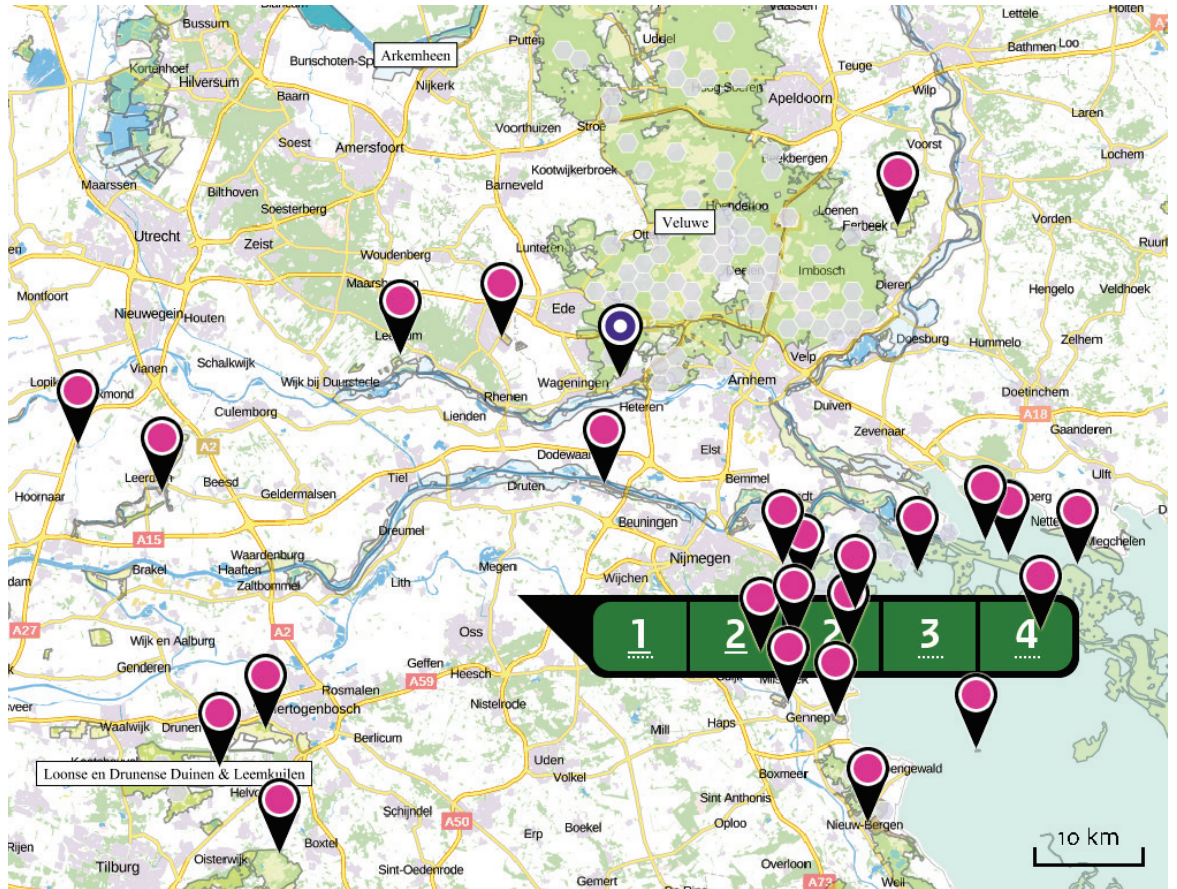 Bussum
Putten
Uddel
Vaassen
Lettele
Holten
Arkemheen
Bathmen
Loo
Kortenhoef
Bunschoten-Sp
Hilversum
Nijkerk
Teuge
Wilp
Baarn
Apeldoorn
Laren
Voorthuizen
Stroe
Soest
Amersfoort
Voorst
Lochem
Kootwijkerbroek
Maarssen
Barneveld
Bilthoven
Soesterberg
Loenen
Vorden
Veluwe
Utrecht
Zeist
Lunteren
Ott
Eerbeek
Woudenberg
Imbosch
Montfoort
Nieuwegein
Houten
Ede
Dieren
Hengelo
Veldhoek
Schalkwijk
Velp
Doesburg
Hummelo
Zelhem
Vianen
Wijk bij Duurstede
Wageningen
Arnhem
Rhenen
Doetinchem
Culemborg
Lienden
Heteren
Duiven
A18
Gaanderen
A2
Zevenaar
Dodewaar
Elst
Leerdam
Beesd
Tiel
Bemmel
Ulft
Hoornaar
Geldermalsen
Druten
Beuningen
Dreumel
Megchelen
A15
Waardenburg
Nijmegen
Brakel
Haaften
Zaltbommel
Lith
Megen
Wijchen
A27
Wijk en Aalburg
A2
Oss
1
2
2
3
4
Genderen
Geffen
A59
Heesch
Rosmalen
Nistelrode
Waalwijk
Drunen
Mill
Haps
Gennep
Berlicum
Uden
Volkel
Boxmeer
Loonse en Drunense Duinen & Leemkuilen
Sint Anthonis
Schijndel
A50
Erp
Boekel
Oploo
Nieuw-Bergen
Rijen
Boxtel
10 km
Tilburg
Oisterwijk
Sint-Oedenrode
Overloon
Gemert
A73
Well